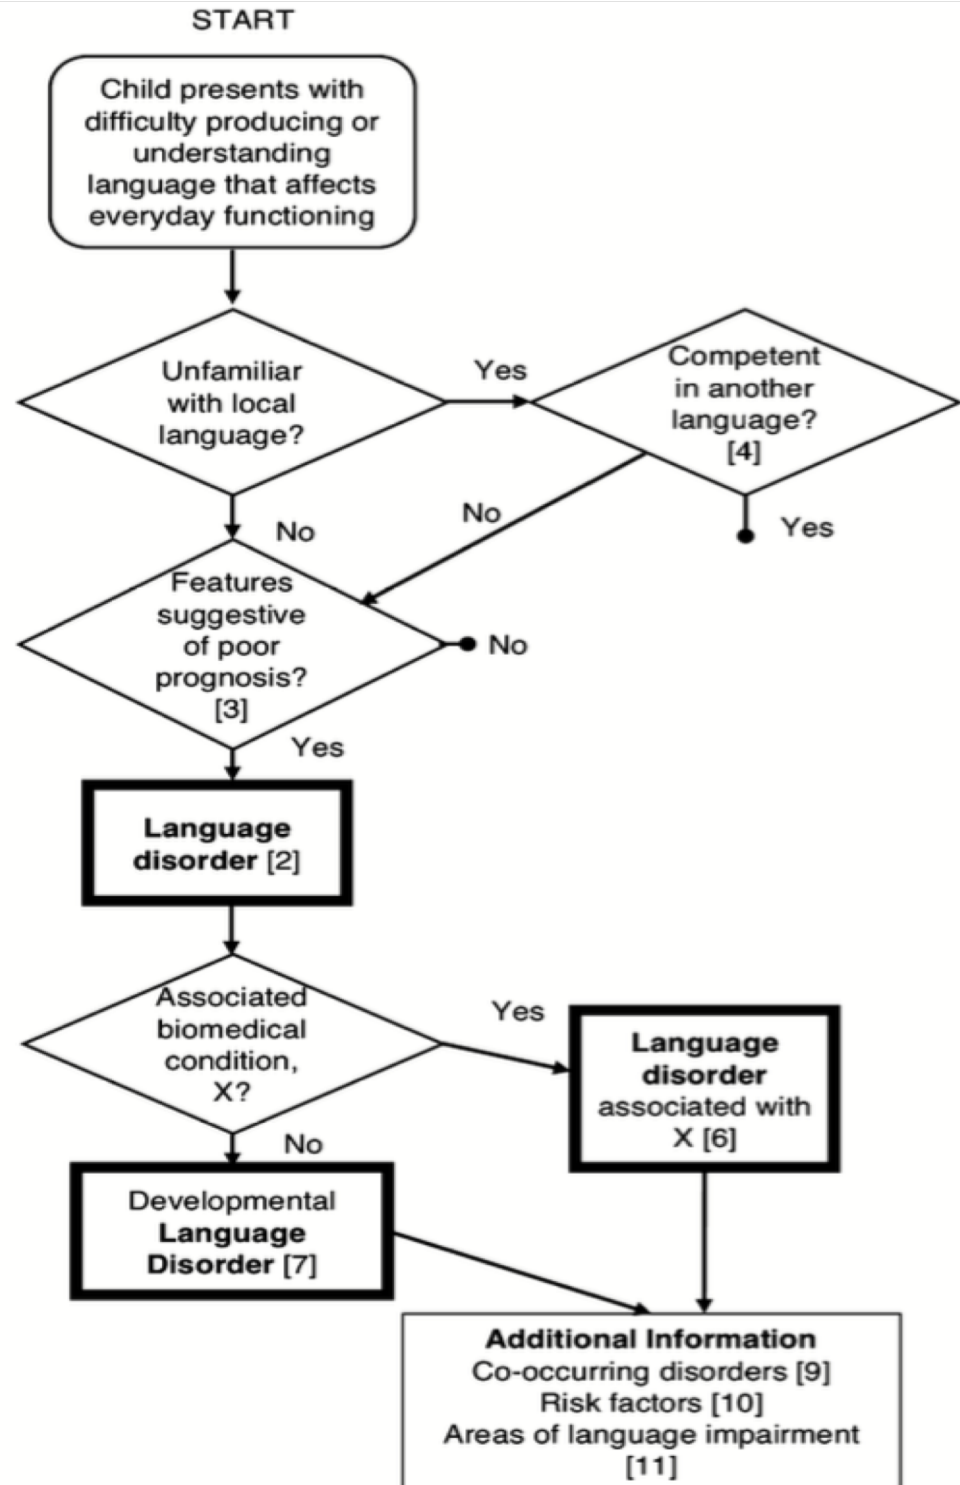 START
Child presents with
difficulty producing or
understanding
language that affects
everyday functioning
Unfamiliar
with local
language?
Yes
Competent
in another
language?
[4]
No
No
Yes
Features
suggestive
of poor
prognosis?
[3]
No
Yes
Language
disorder [2]
Associated
biomedical
condition,
X?
Yes
Language
disorder
associated with
X [6]
No
Developmental
Language
Disorder [7]
Additional Information
Co-occurring disorders [9]
Risk factors [10]
Areas of language impairment
[11]